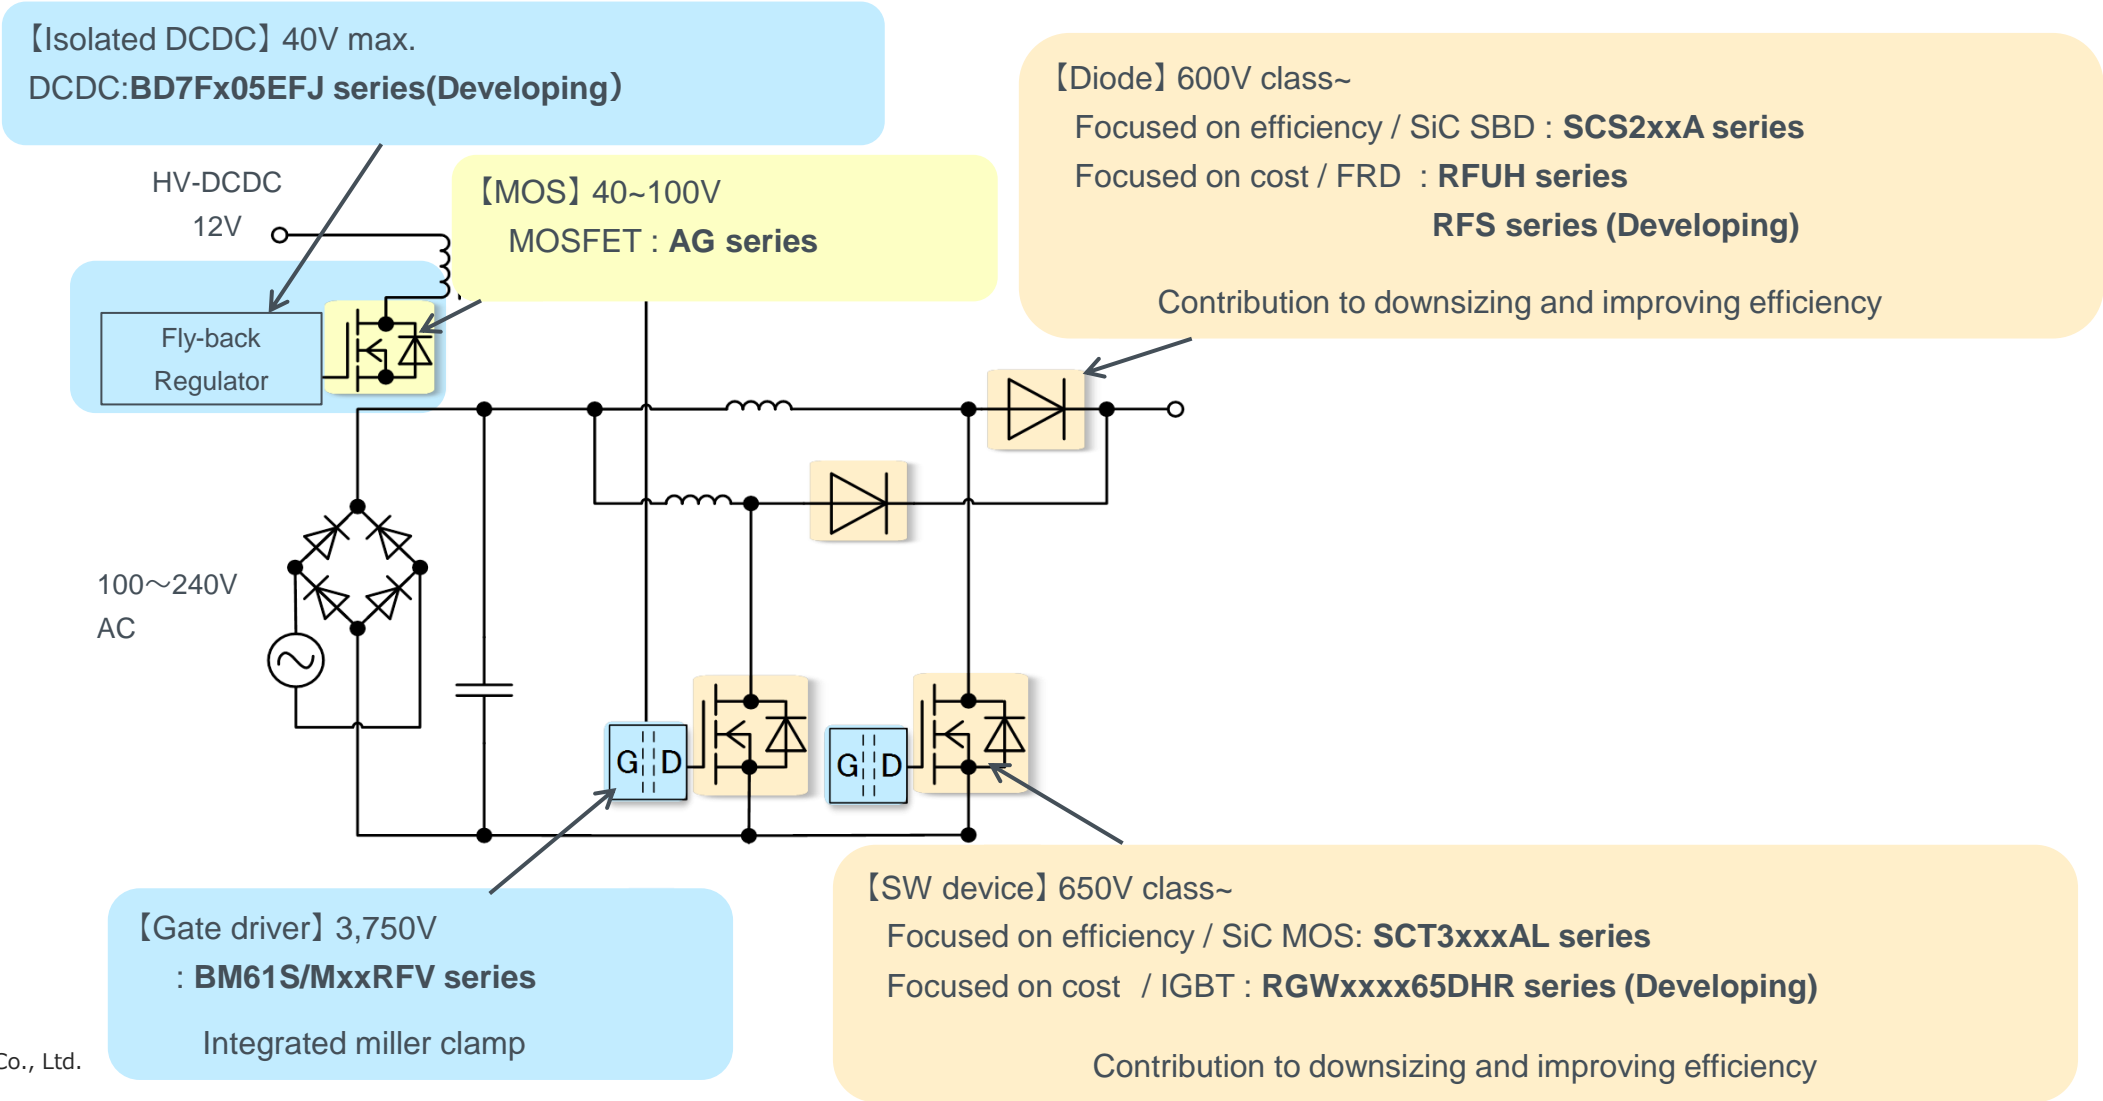 【Isolated DCDC】 40V max.
DCDC:BD7Fx05EFJ series(Developing）
【Diode】 600V class~
Focused on efficiency / SiC SBD : SCS2xxA series
Focused on cost / FRD : RFUH series
RFS series (Developing)
Contribution to downsizing and improving efficiency
HV-DCDC
12V
【MOS】 40~100V
MOSFET : AG series
Fly-back
Regulator
100～240V
AC
G D
G D
【Gate driver】 3,750V
: BM61S/MxxRFV series
Integrated miller clamp
【SW device】 650V class~
Focused on efficiency / SiC MOS: SCT3xxxAL series
Focused on cost / IGBT : RGWxxxx65DHR series (Developing)
Contribution to downsizing and improving efficiency
Co., Ltd.